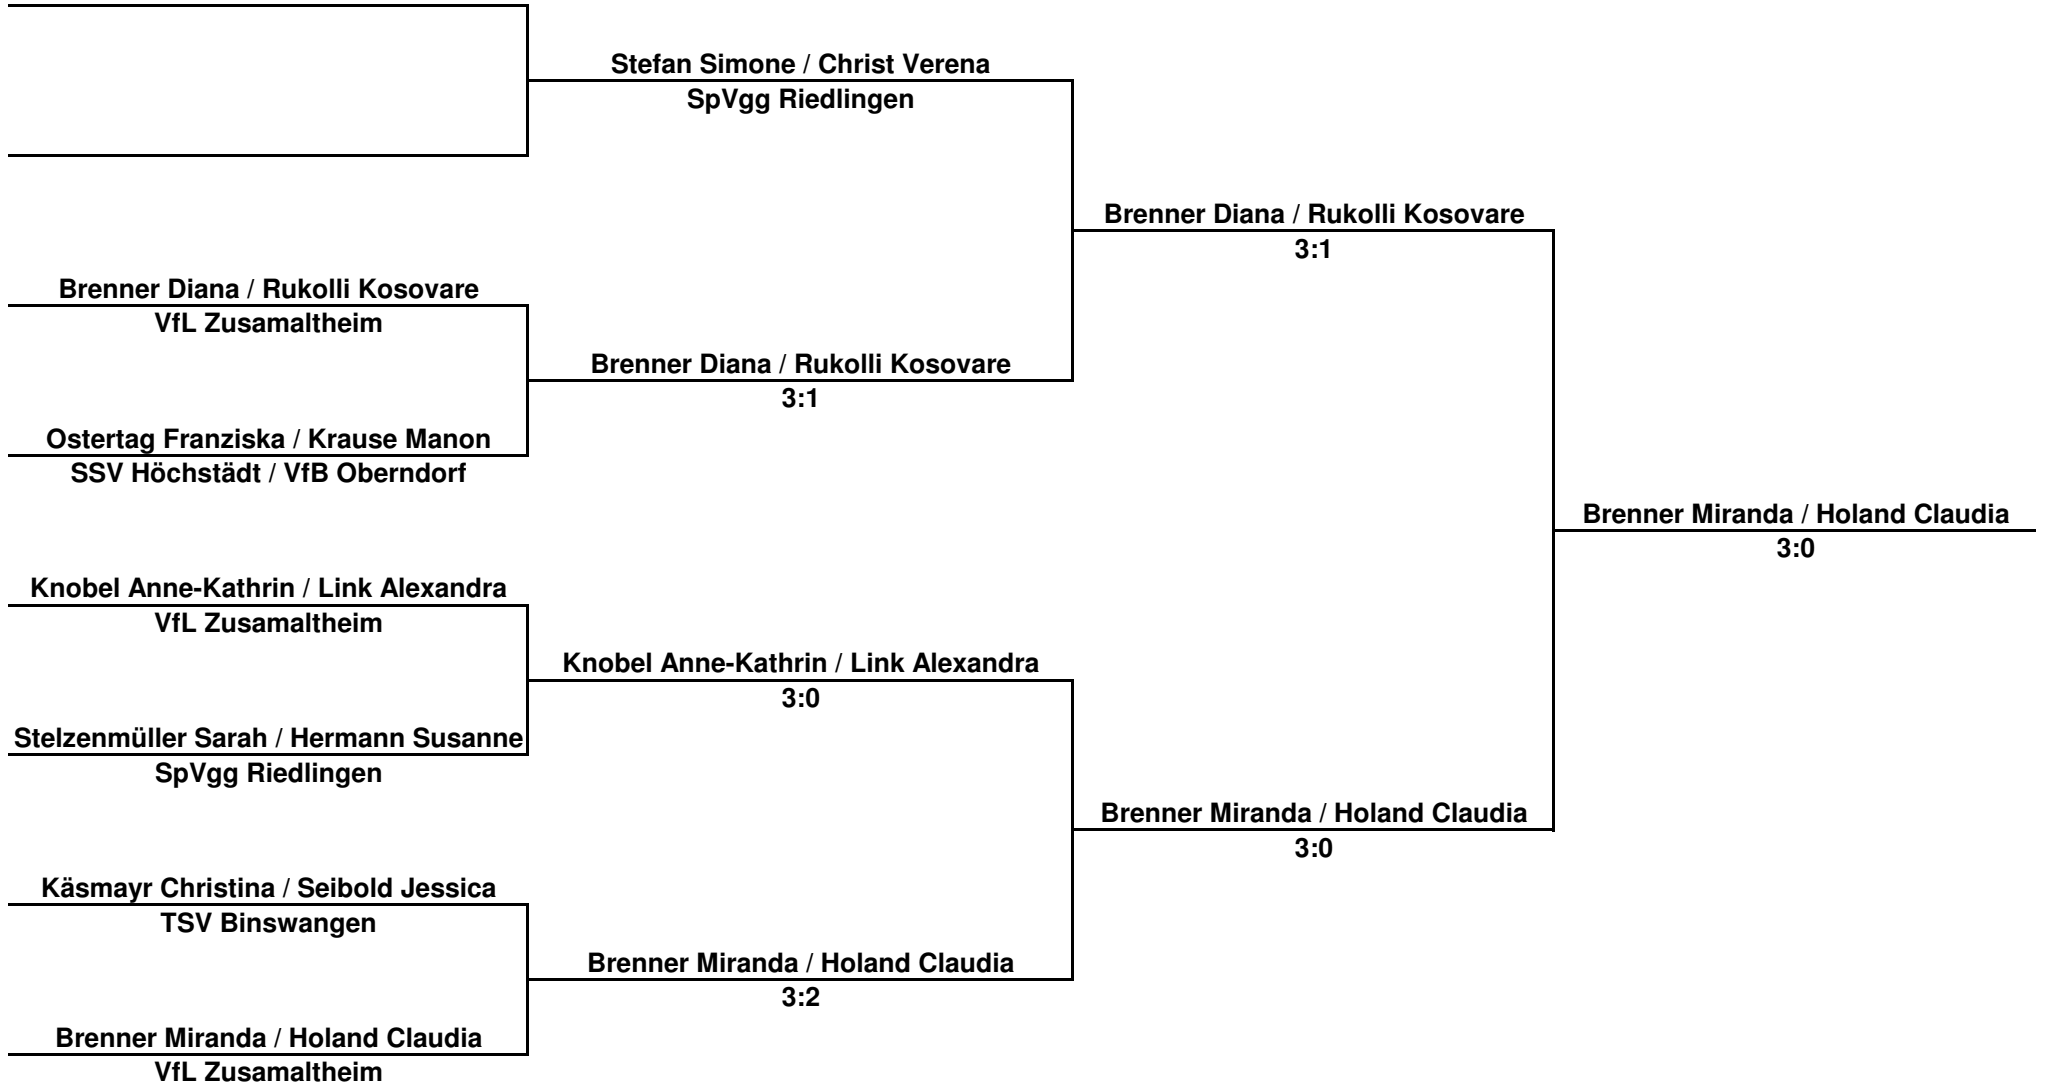 Stefan Simone / Christ Verena
SpVgg Riedlingen
Brenner Diana / Rukolli Kosovare
3:1
Brenner Diana / Rukolli Kosovare
VfL Zusamaltheim
Brenner Diana / Rukolli Kosovare
3:1
Ostertag Franziska / Krause Manon
SSV Höchstädt / VfB Oberndorf
Brenner Miranda / Holand Claudia
3:0
Knobel Anne-Kathrin / Link Alexandra
VfL Zusamaltheim
Knobel Anne-Kathrin / Link Alexandra
3:0
Stelzenmüller Sarah / Hermann Susanne
SpVgg Riedlingen
Brenner Miranda / Holand Claudia
3:0
Käsmayr Christina / Seibold Jessica
TSV Binswangen
Brenner Miranda / Holand Claudia
3:2
Brenner Miranda / Holand Claudia
VfL Zusamaltheim